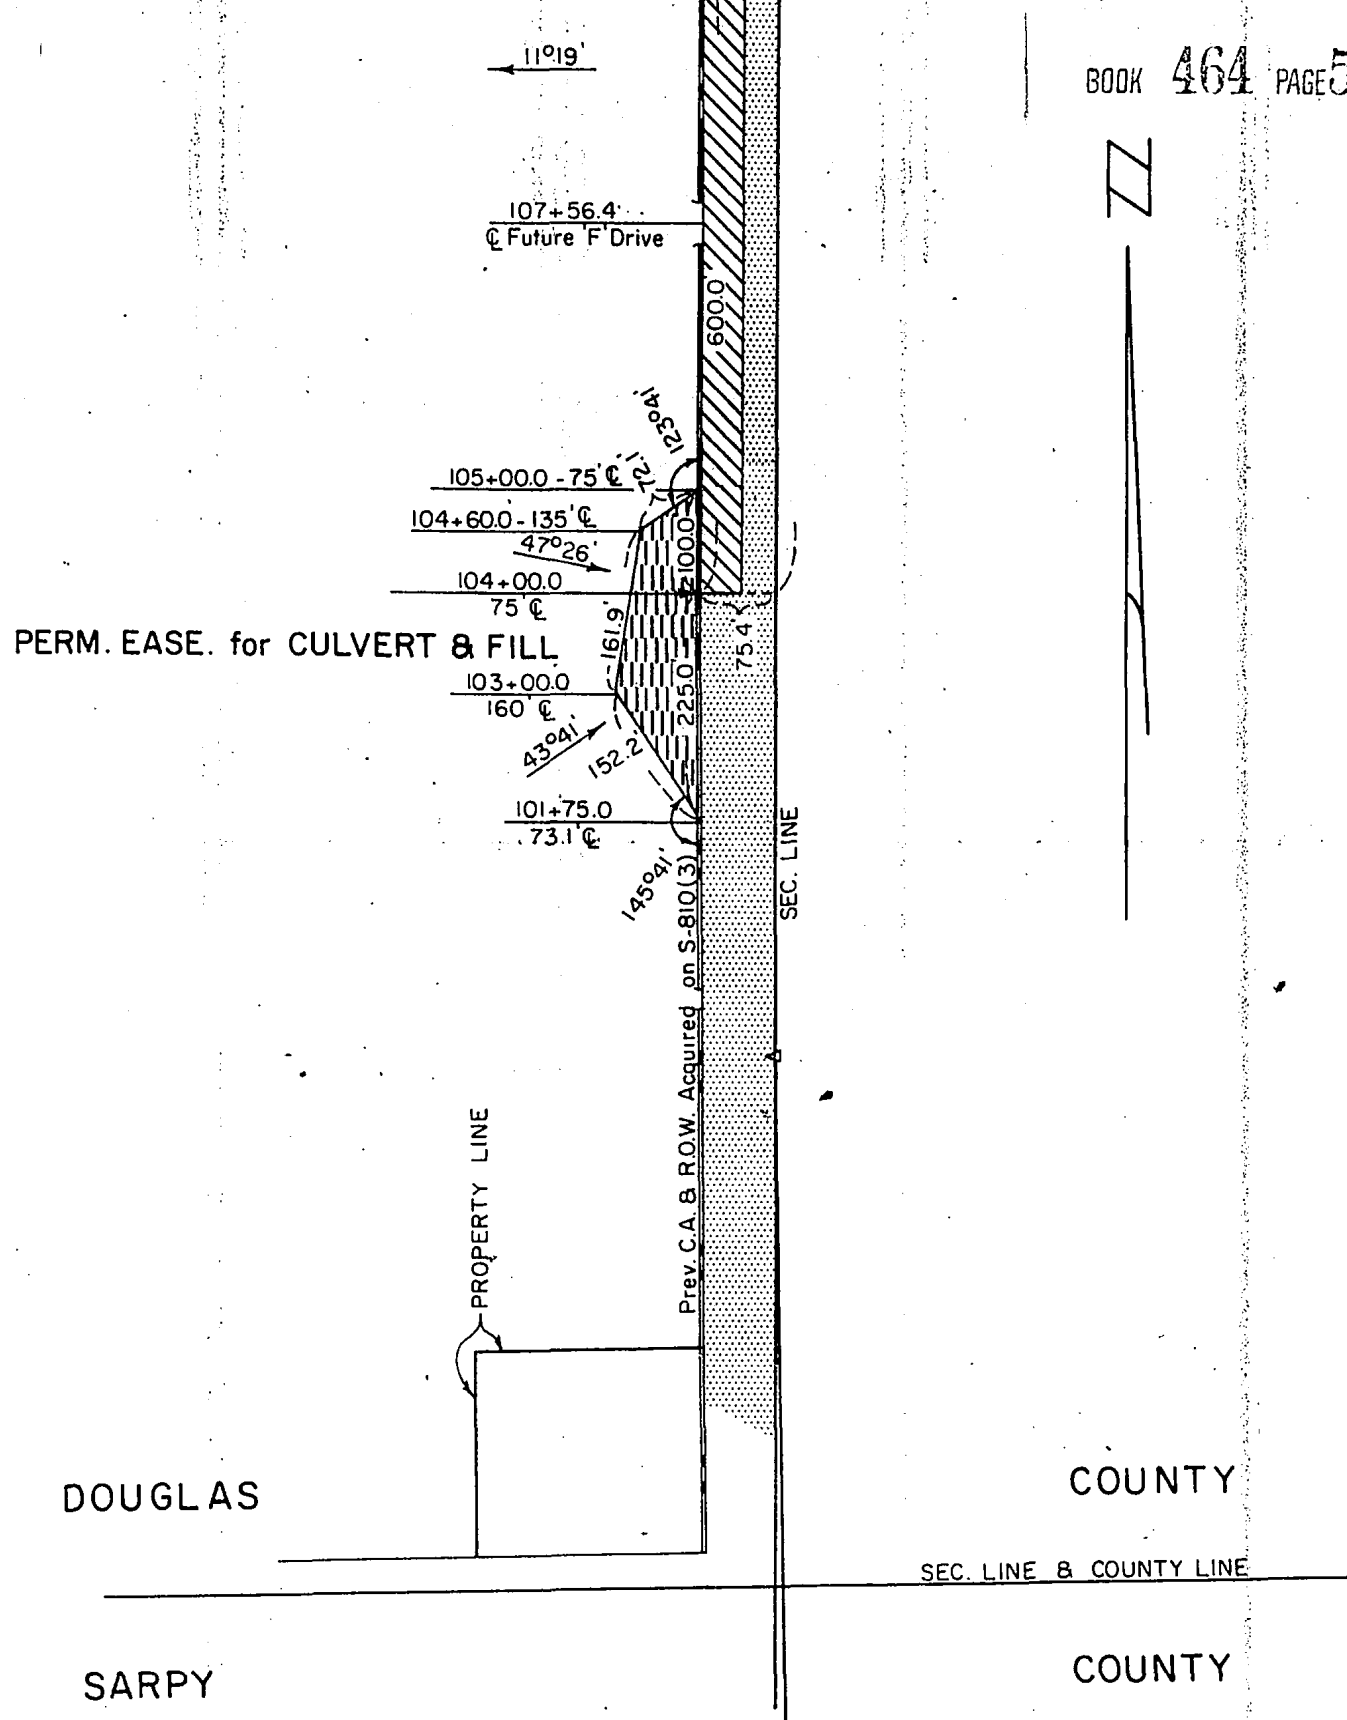 11°19'
BOOK 464 PAGE 5
107+56.4
℄ Future 'F' Drive
600.0'
123°41'
72.1'
105+00.0 - 75' ℄
104+60.0 - 135' ℄
47°26'
100.0'
104+00.0
75' ℄
161.9'
75.4'
PERM. EASE. for CULVERT & FILL
103+00.0
160' ℄
225.0'
43°41'
152.2'
101+75.0
73.1' ℄
145°41'
SEC. LINE
Prev. C.A. & R.O.W. Acquired on S-810(3)
PROPERTY LINE
DOUGLAS COUNTY
SEC. LINE & COUNTY LINE
SARPY COUNTY